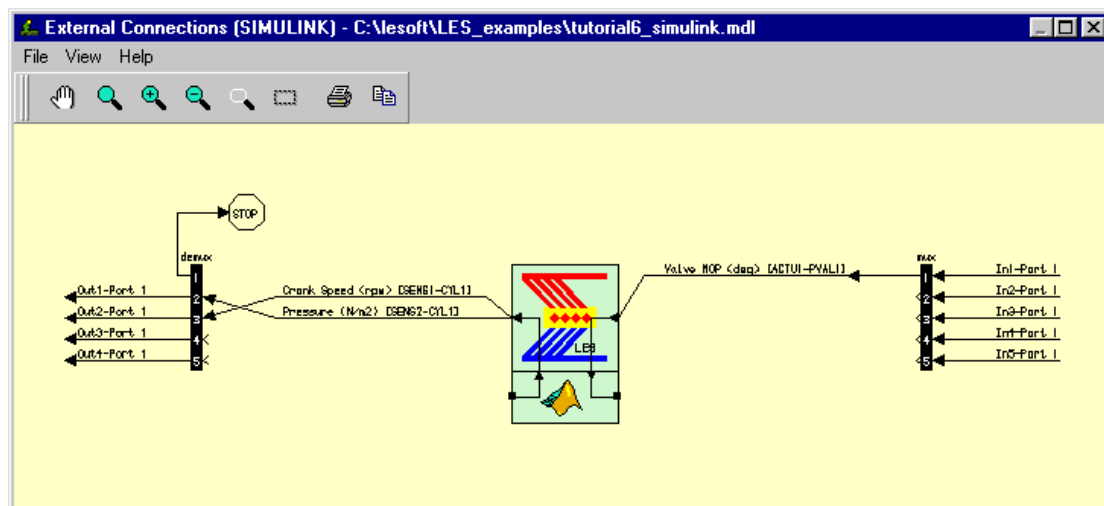 External Connections (SIMULINK) - C:\lesoft\LES_examples\tutorial6_simulink.mdl
File View Help
STOP
demux
mux
1
Valve MOP (deg) [ACTU1-PVAL1]
1
In1-Port 1
Out1-Port 1
2
Crank Speed (rpm) [SENG1-CYL1]
2
In2-Port 1
Out2-Port 1
3
Pressure (N/m2) [SENG2-CYL1]
3
In3-Port 1
Out3-Port 1
4
LES
4
In4-Port 1
Out4-Port 1
5
5
In5-Port 1